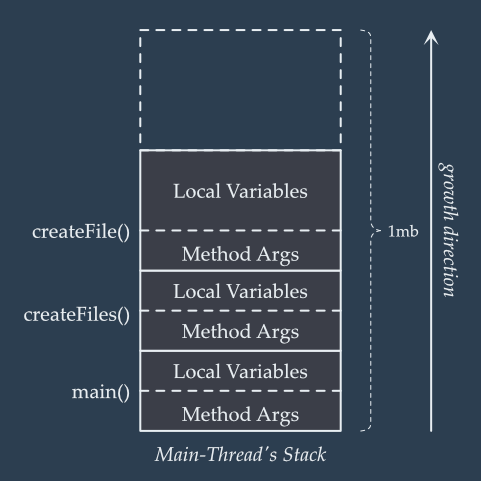 Local Variables
createFile()
Method Args
Local Variables
createFiles()
Method Args
Local Variables
main()
Method Args
Main-Thread's Stack
1mb
growth direction